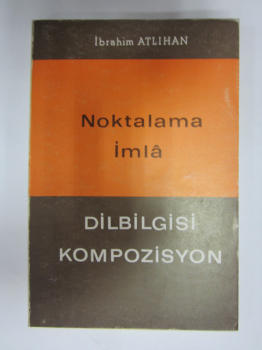 İbrahim ATLIHAN
Noktalama
İmlâ
DİLBİLGİSİ
KOMPOZİSYON